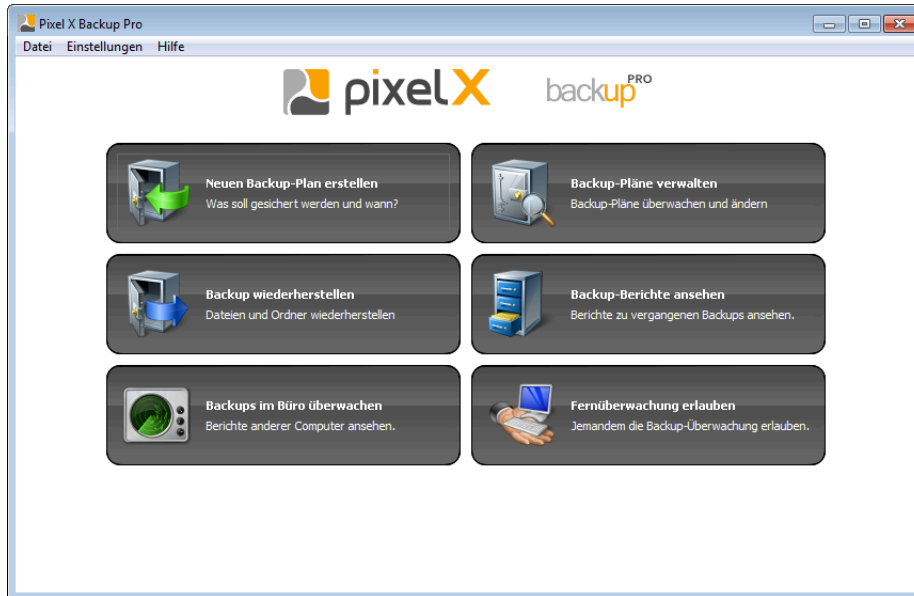 Pixel X Backup Pro
Datei Einstellungen Hilfe
pixelX backup PRO
Neuen Backup-Plan erstellen
Was soll gesichert werden und wann?
Backup-Pläne verwalten
Backup-Pläne überwachen und ändern
Backup wiederherstellen
Dateien und Ordner wiederherstellen
Backup-Berichte ansehen
Berichte zu vergangenen Backups ansehen.
Backups im Büro überwachen
Berichte anderer Computer ansehen.
Fernüberwachung erlauben
Jemandem die Backup-Überwachung erlauben.